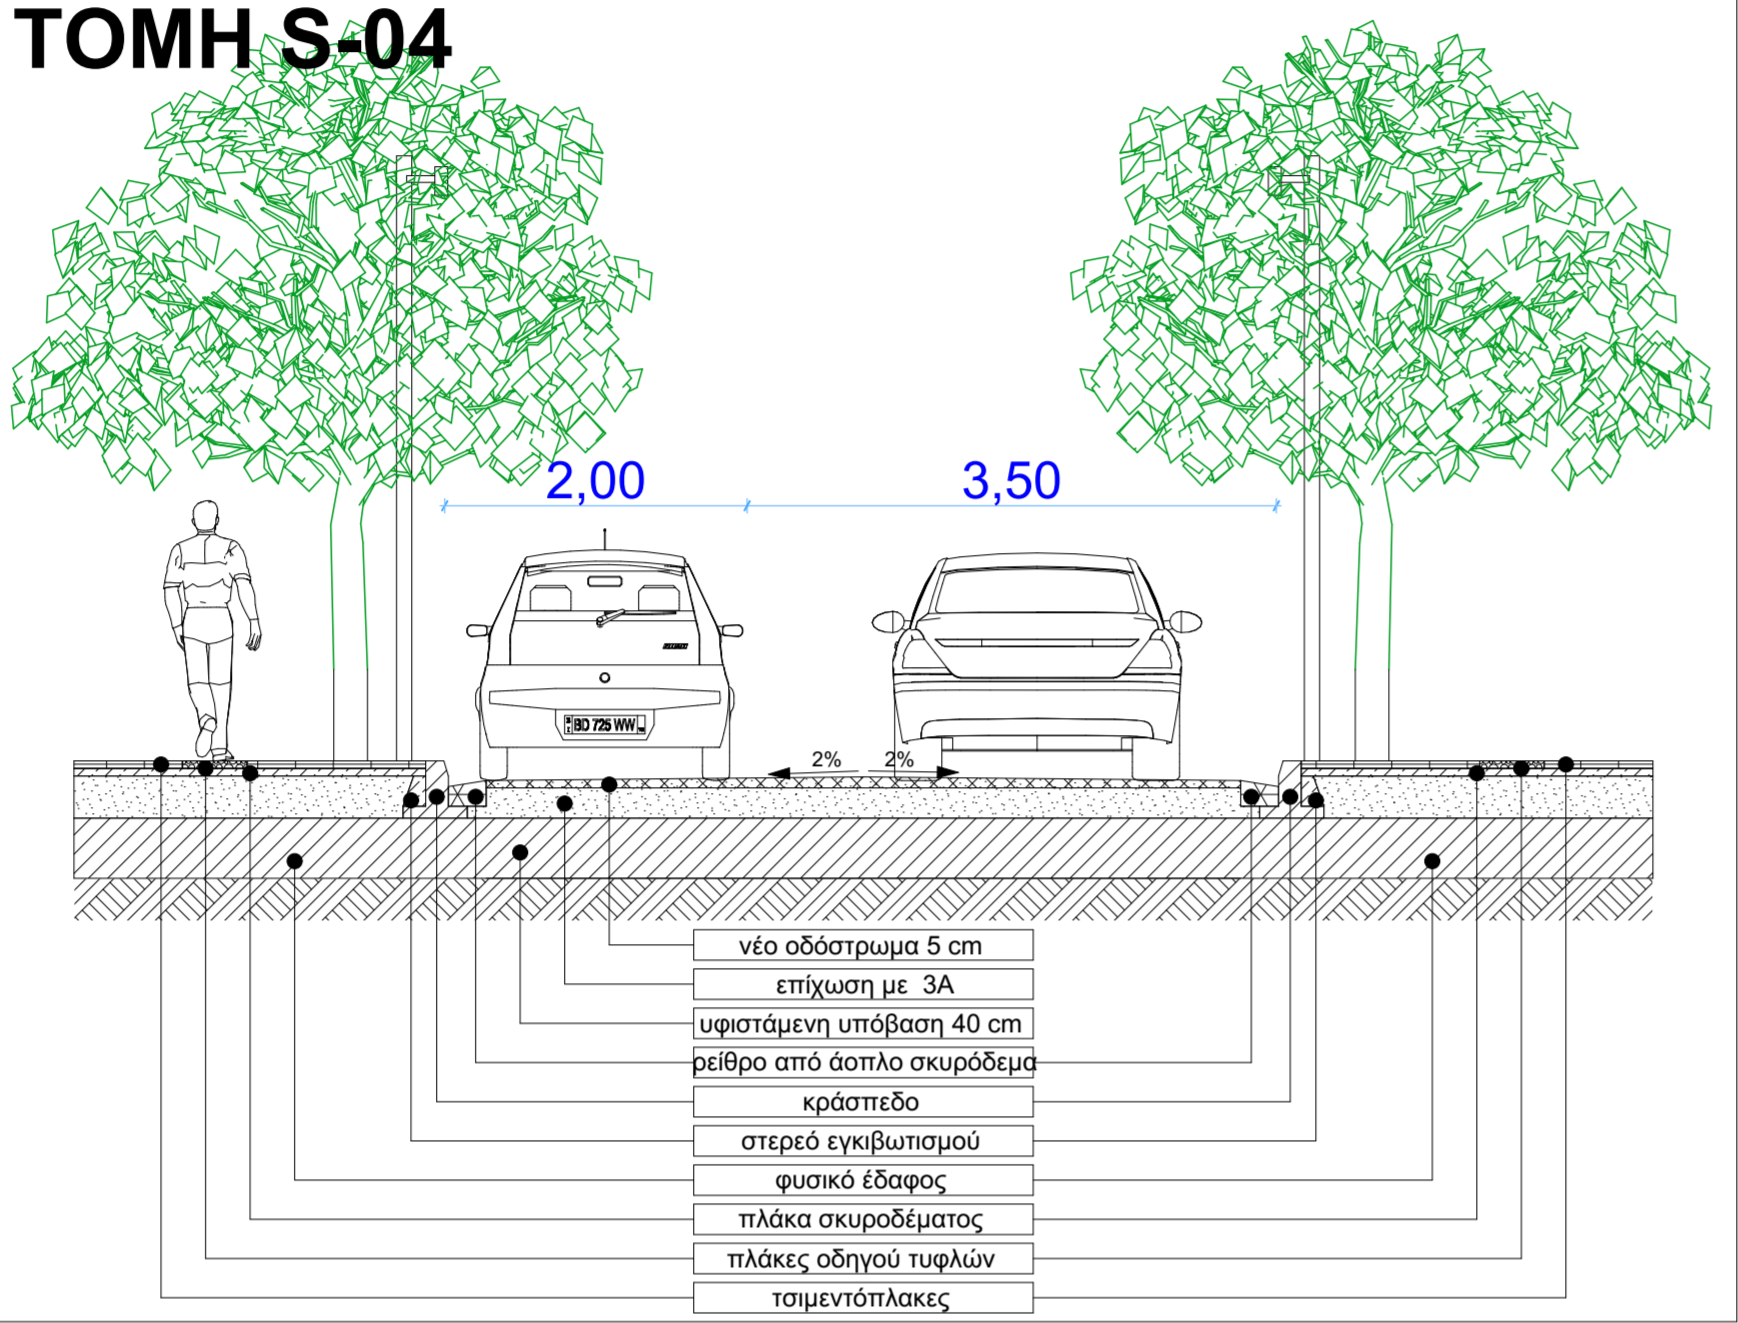 ΤΟΜΗ S-04
2,00 3,50
BD 725 WW
2% 2%
νέο οδόστρωμα 5 cm
επίχωση με 3Α
υφιστάμενη υπόβαση 40 cm
ρείθρο από άοπλο σκυρόδεμα
κράσπεδο
στερεό εγκιβωτισμού
φυσικό έδαφος
πλάκα σκυροδέματος
πλάκες οδηγού τυφλών
τσιμεντόπλακες